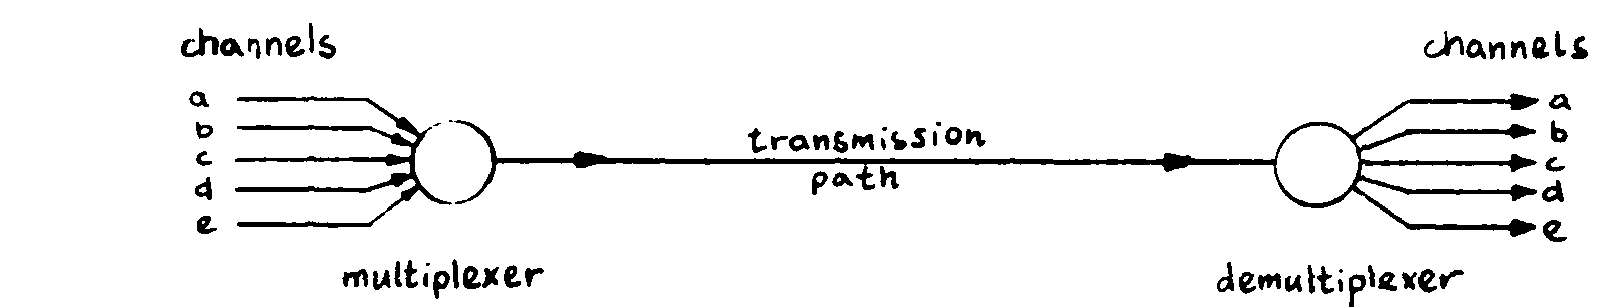 channels
a
b
c
d
e
multiplexer
transmission
path
channels
a
b
c
d
e
demultiplexer